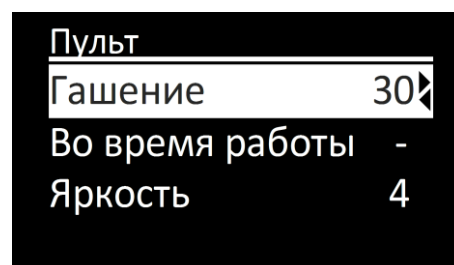 Пульт
Гашение 30
Во время работы -
Яркость 4